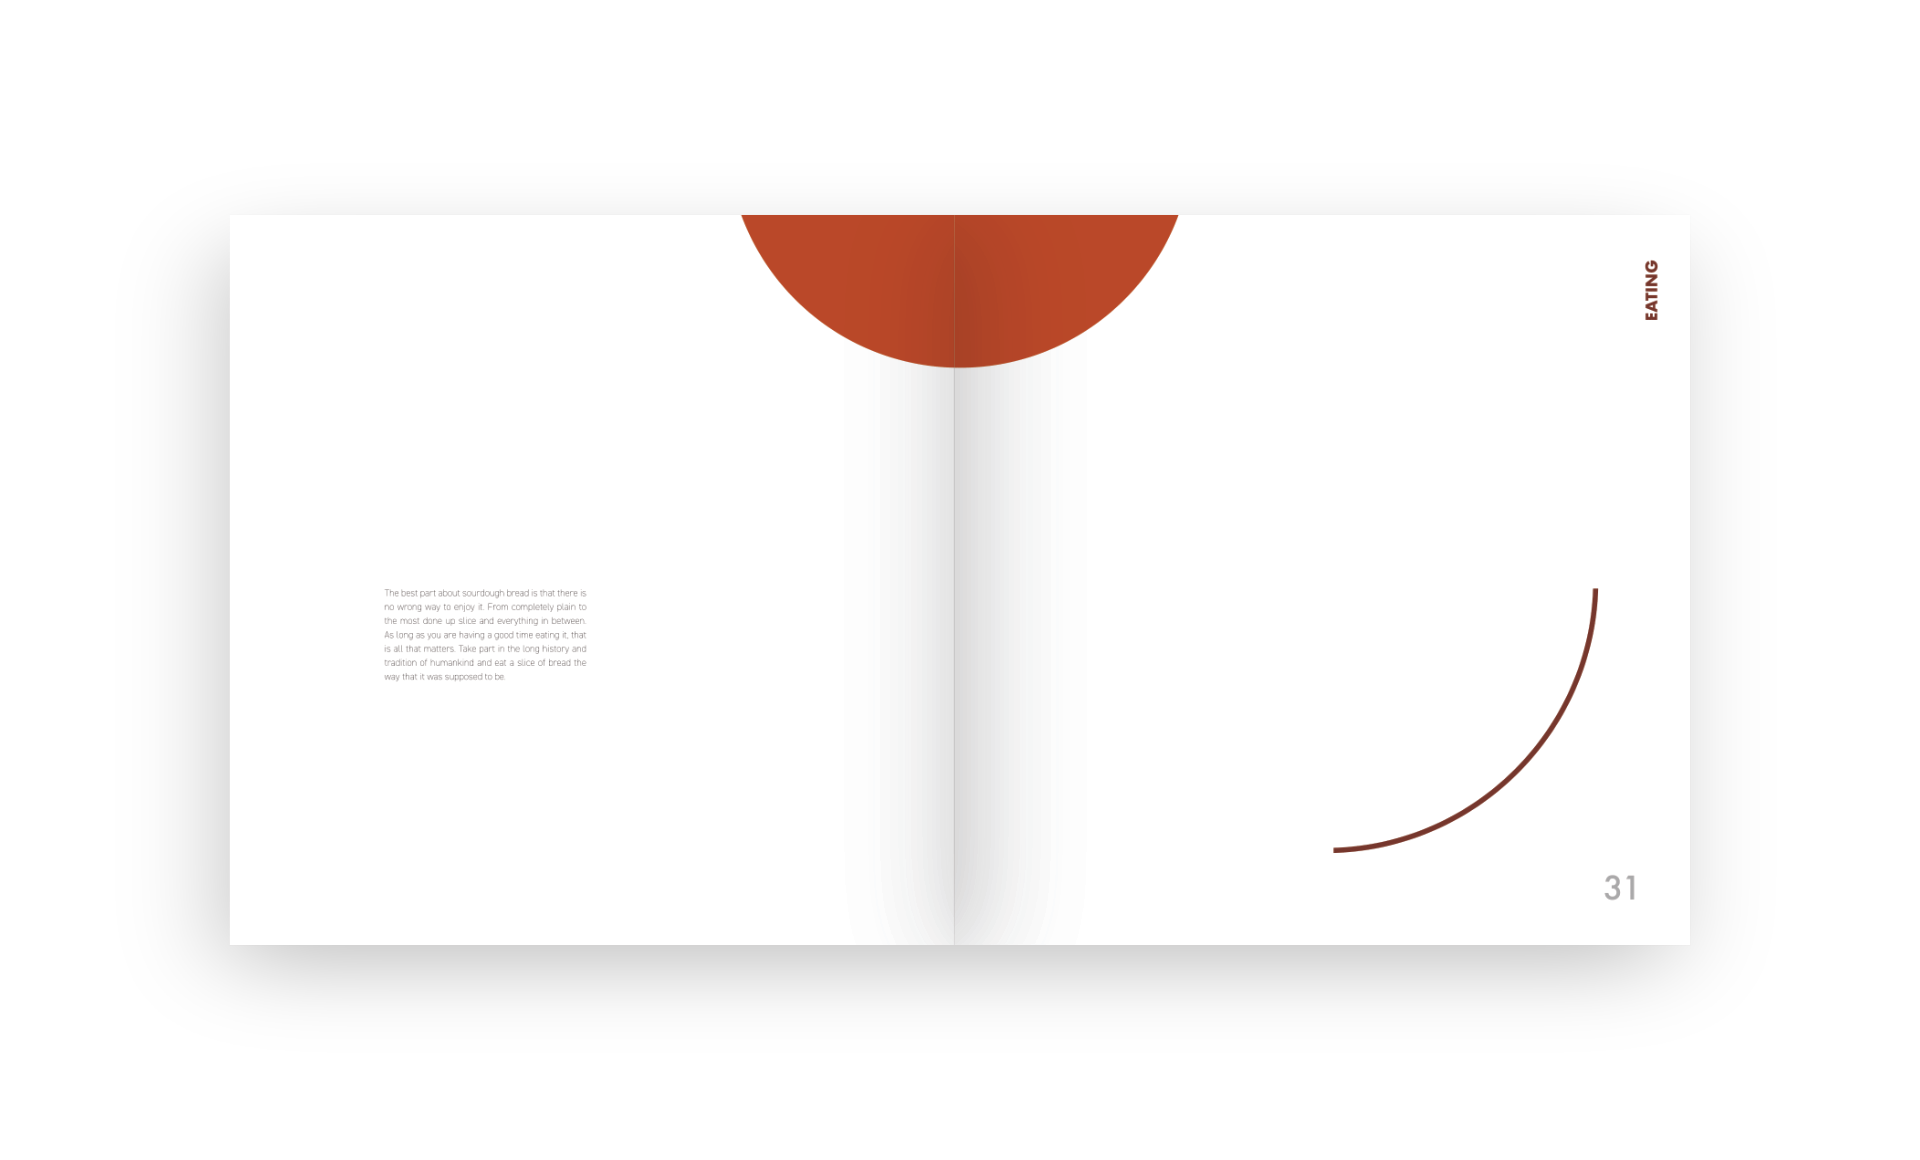 The best part about sourdough bread is that there is
no wrong way to enjoy it. From completely plain to
the most done up slice and everything in between.
As long as you are having a good time eating it, that
is all that matters. Take part in the long history and
tradition of humankind and eat a slice of bread the
way that it was supposed to be.
EATING
31